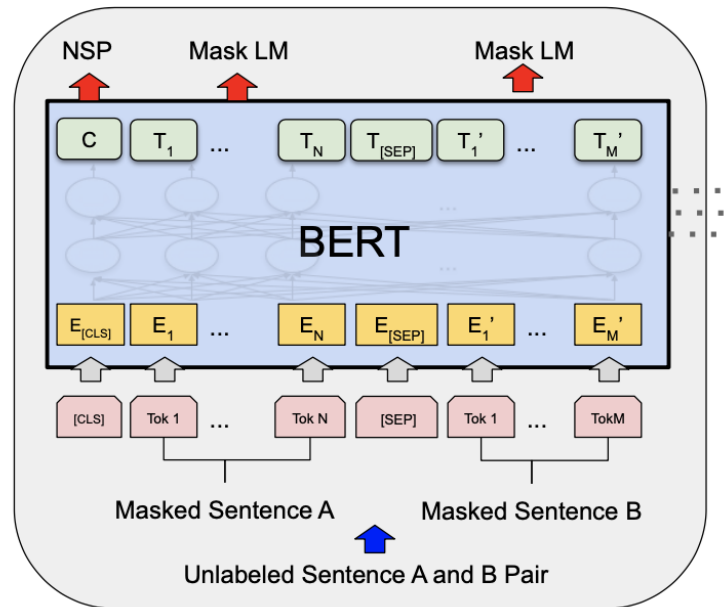 NSP Mask LM Mask LM
C T1 ... TN T[SEP] T1’ ... TM’
...
BERT
...
E[CLS] E1 ... EN E[SEP] E1’ ... EM’
[CLS] Tok 1 ... Tok N [SEP] Tok 1 ... TokM
Masked Sentence A Masked Sentence B
Unlabeled Sentence A and B Pair